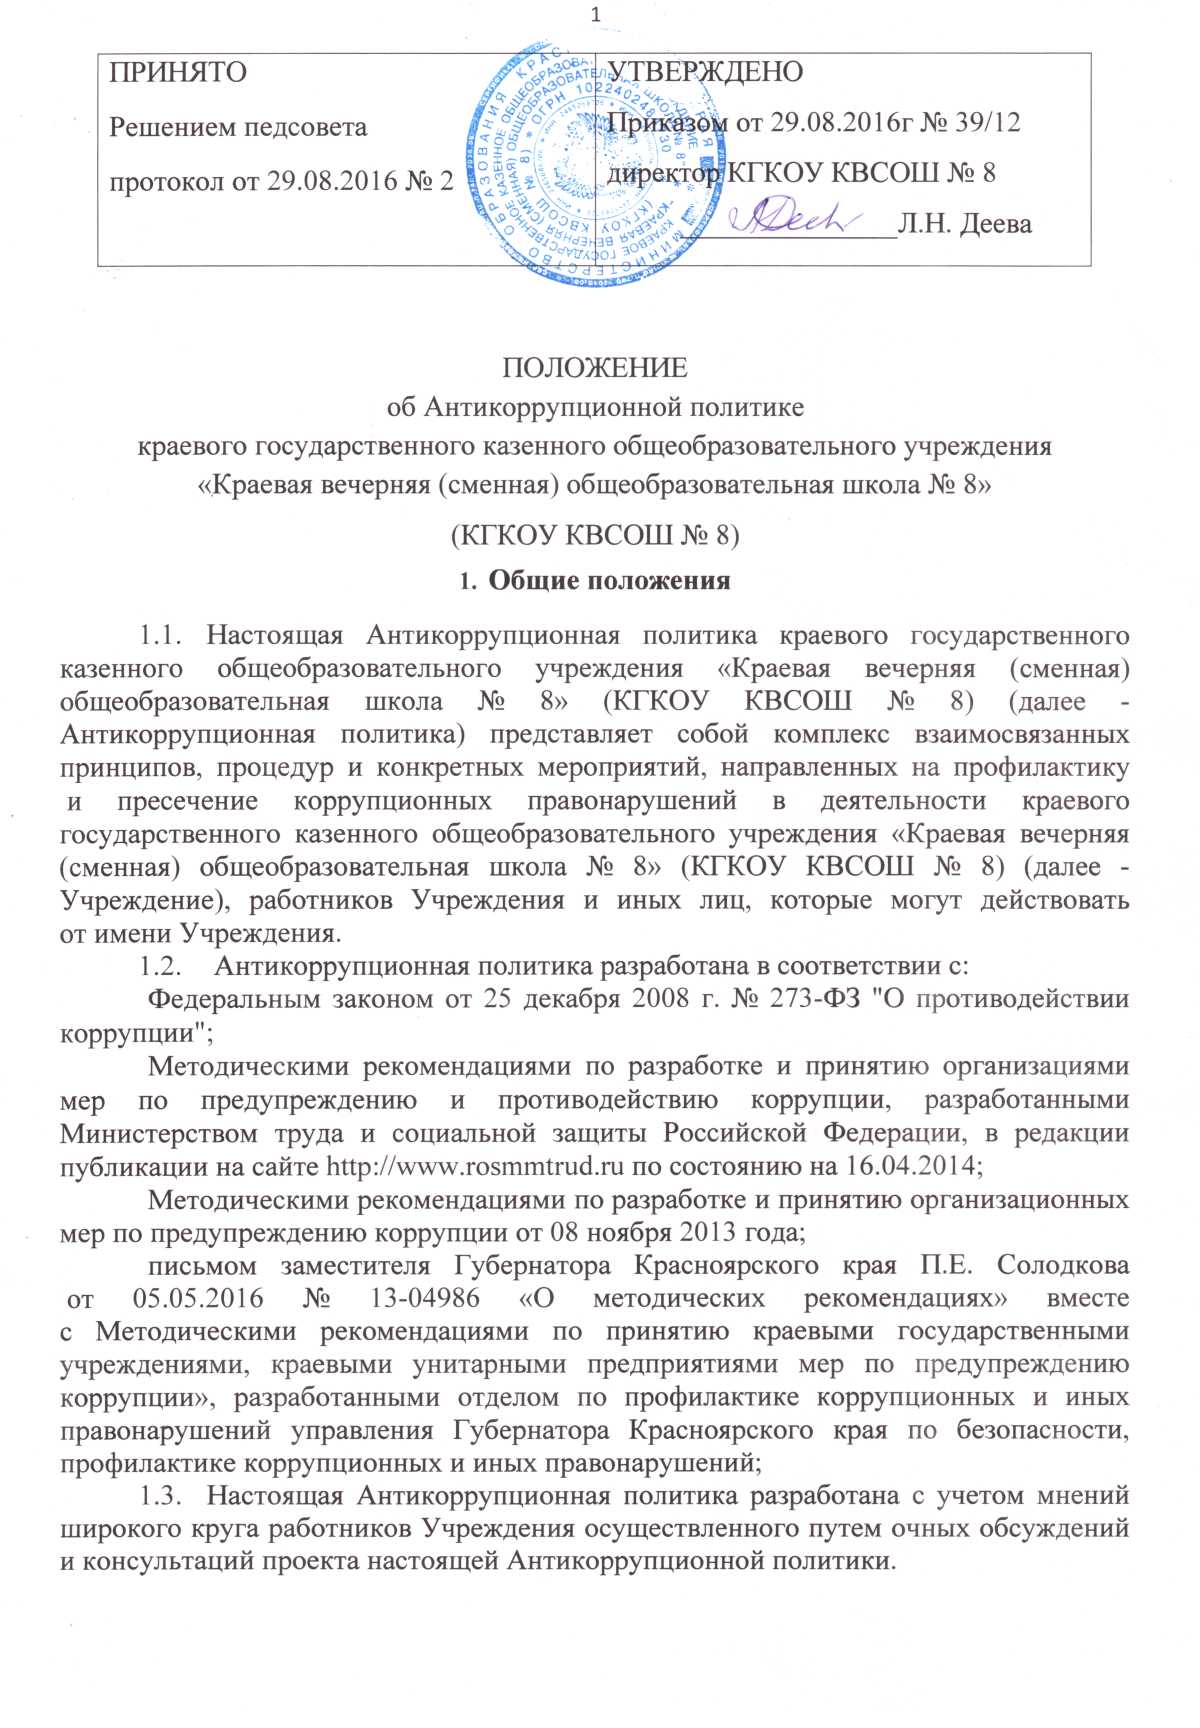 1
ПРИНЯТО
Решением педсовета
протокол от 29.08.2016 № 2
УТВЕРЖДЕНО
Приказом от 29.08.2016г № 39/12
директор КГКОУ КВСОШ № 8
Л.Н. Деева
ПОЛОЖЕНИЕ
об Антикоррупционной политике
краевого государственного казенного общеобразовательного учреждения
«Краевая вечерняя (сменная) общеобразовательная школа № 8»
(КГКОУ КВСОШ № 8)
1. Общие положения
1.1. Настоящая Антикоррупционная политика краевого государственного
казенного общеобразовательного учреждения «Краевая вечерняя (сменная)
общеобразовательная школа № 8» (КГКОУ КВСОШ № 8) (далее -
Антикоррупционная политика) представляет собой комплекс взаимосвязанных
принципов, процедур и конкретных мероприятий, направленных на профилактику
и пресечение коррупционных правонарушений в деятельности краевого
государственного казенного общеобразовательного учреждения «Краевая вечерняя
(сменная) общеобразовательная школа № 8» (КГКОУ КВСОШ № 8) (далее -
Учреждение), работников Учреждения и иных лиц, которые могут действовать
от имени Учреждения.
1.2. Антикоррупционная политика разработана в соответствии с:
Федеральным законом от 25 декабря 2008 г. № 273-ФЗ "О противодействии
коррупции";
Методическими рекомендациями по разработке и принятию организациями
мер по предупреждению и противодействию коррупции, разработанными
Министерством труда и социальной защиты Российской Федерации, в редакции
публикации на сайте http://www.rosmmtrud.ru по состоянию на 16.04.2014;
Методическими рекомендациями по разработке и принятию организационных
мер по предупреждению коррупции от 08 ноября 2013 года;
письмом заместителя Губернатора Красноярского края П.Е. Солодкова
от 05.05.2016 № 13-04986 «О методических рекомендациях» вместе
с Методическими рекомендациями по принятию краевыми государственными
учреждениями, краевыми унитарными предприятиями мер по предупреждению
коррупции», разработанными отделом по профилактике коррупционных и иных
правонарушений управления Губернатора Красноярского края по безопасности,
профилактике коррупционных и иных правонарушений;
1.3. Настоящая Антикоррупционная политика разработана с учетом мнений
широкого круга работников Учреждения осуществленного путем очных обсуждений
и консультаций проекта настоящей Антикоррупционной политики.